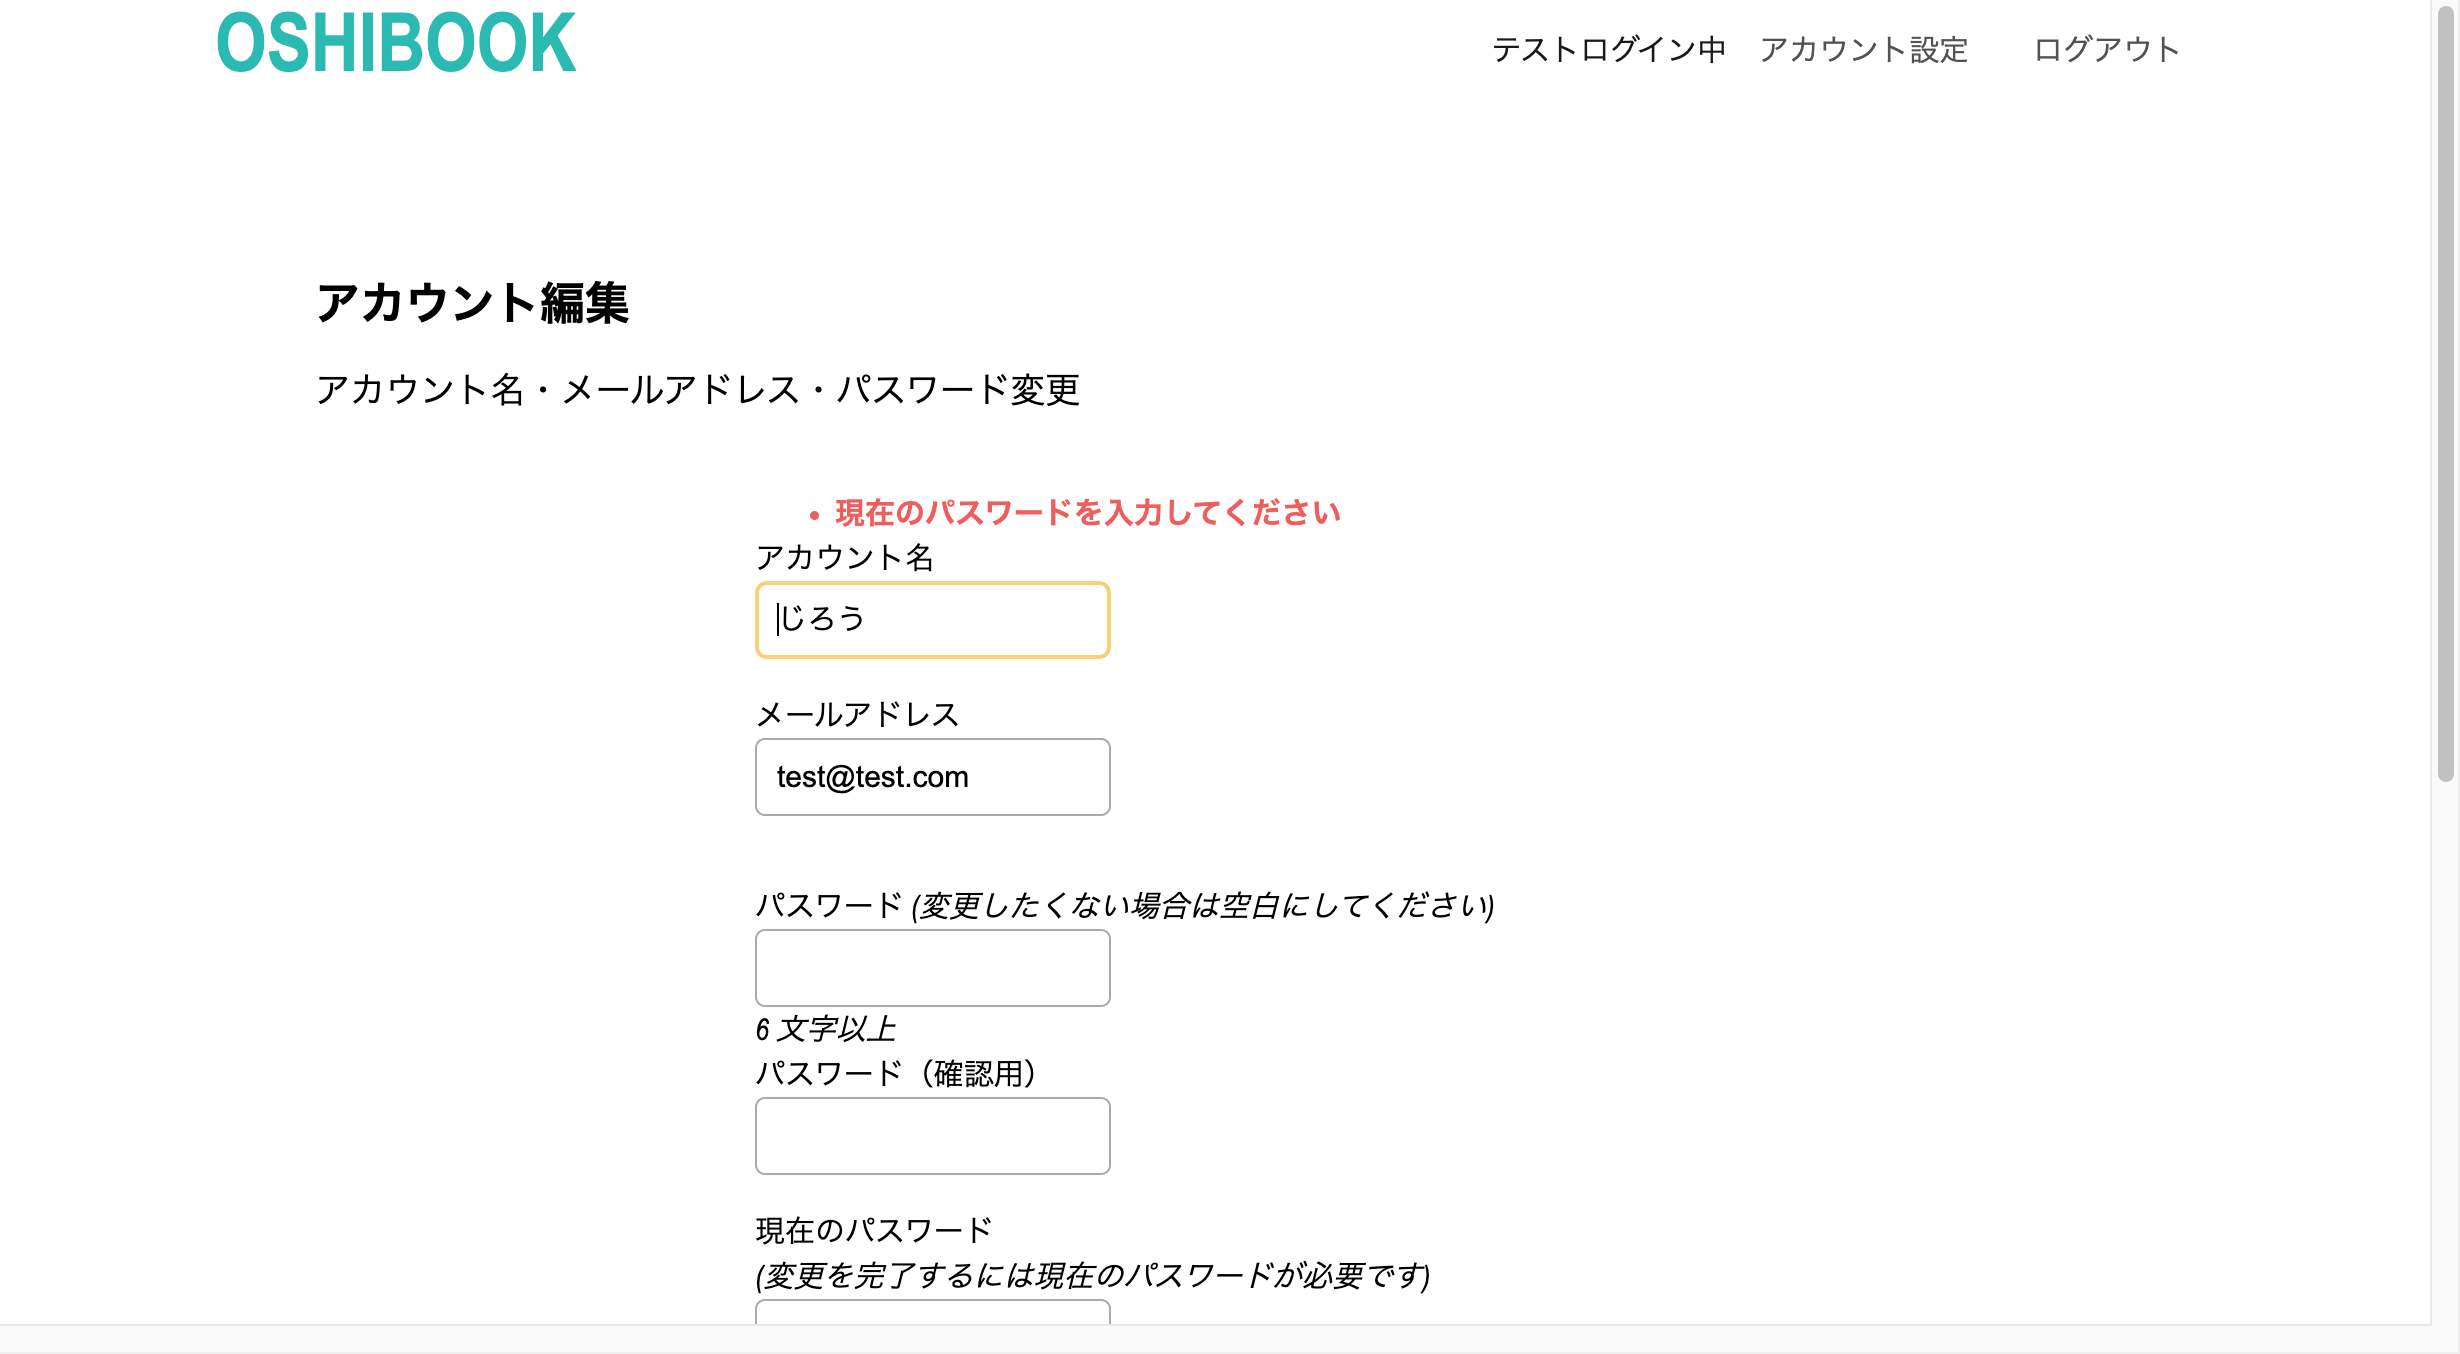 OSHIBOOK
テストログイン中 アカウント設定 ログアウト
アカウント編集
アカウント名・メールアドレス・パスワード変更
• 現在のパスワードを入力してください
アカウント名
じろう
メールアドレス
test@test.com
パスワード (変更したくない場合は空白にしてください)
6 文字以上
パスワード（確認用）
現在のパスワード
(変更を完了するには現在のパスワードが必要です)